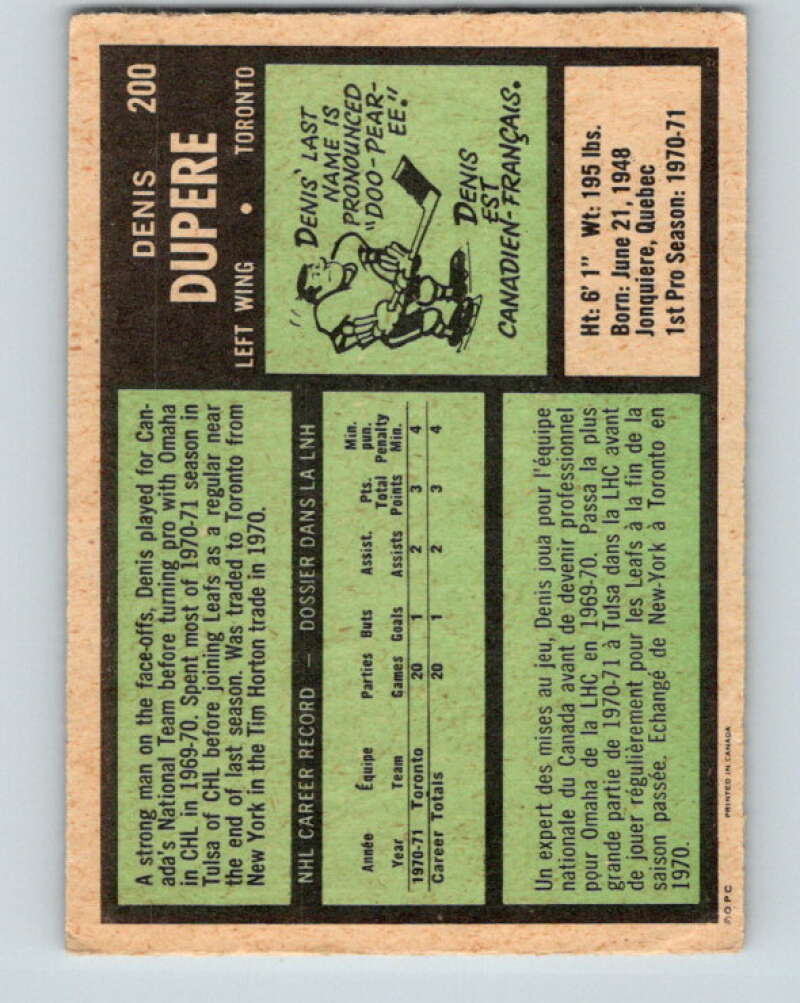 DENIS 200
DUPERE
LEFT WING • TORONTO
A strong man on the face-offs, Denis played for Can-
ada's National Team before turning pro with Omaha
in CHL in 1969-70. Spent most of 1970-71 season in
Tulsa of CHL before joining Leafs as a regular near
the end of last season. Was traded to Toronto from
New York in the Tim Horton trade in 1970.
DENIS' LAST
NAME IS
PRONOUNCED
"DOO-PEAR-
EE."
DENIS
EST
CANADIEN-FRANÇAIS.
NHL CAREER RECORD — DOSSIER DANS LA LNH
Année Équipe Parties Buts Assist. Pts. Min. pun.
Year Team Games Goals Assists Total Points Penalty Min.
1970-71 Toronto 20 1 2 3 4
Career Totals 20 1 2 3 4
Un expert des mises au jeu, Denis joua pour l'équipe
nationale du Canada avant de devenir professionnel
pour Omaha de la LHC en 1969-70. Passa la plus
grande partie de 1970-71 à Tulsa dans la LHC avant
de jouer régulièrement pour les Leafs à la fin de la
saison passée. Echangé de New-York à Toronto en
1970.
Ht: 6' 1" Wt: 195 lbs.
Born: June 21, 1948
Jonquiere, Quebec
1st Pro Season: 1970-71
© O P C PRINTED IN CANADA